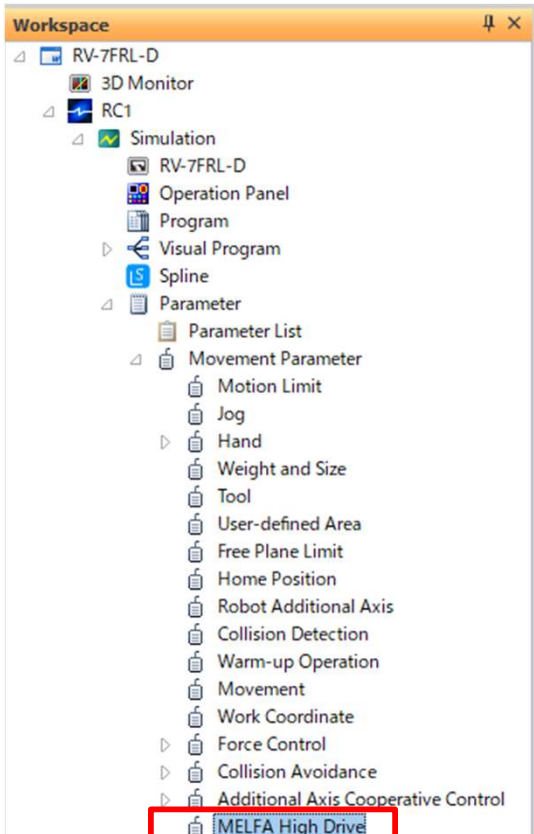 Workspace
RV-7FRL-D
3D Monitor
RC1
Simulation
RV-7FRL-D
Operation Panel
Program
Visual Program
Spline
Parameter
Parameter List
Movement Parameter
Motion Limit
Jog
Hand
Weight and Size
Tool
User-defined Area
Free Plane Limit
Home Position
Robot Additional Axis
Collision Detection
Warm-up Operation
Movement
Work Coordinate
Force Control
Collision Avoidance
Additional Axis Cooperative Control
MELFA High Drive